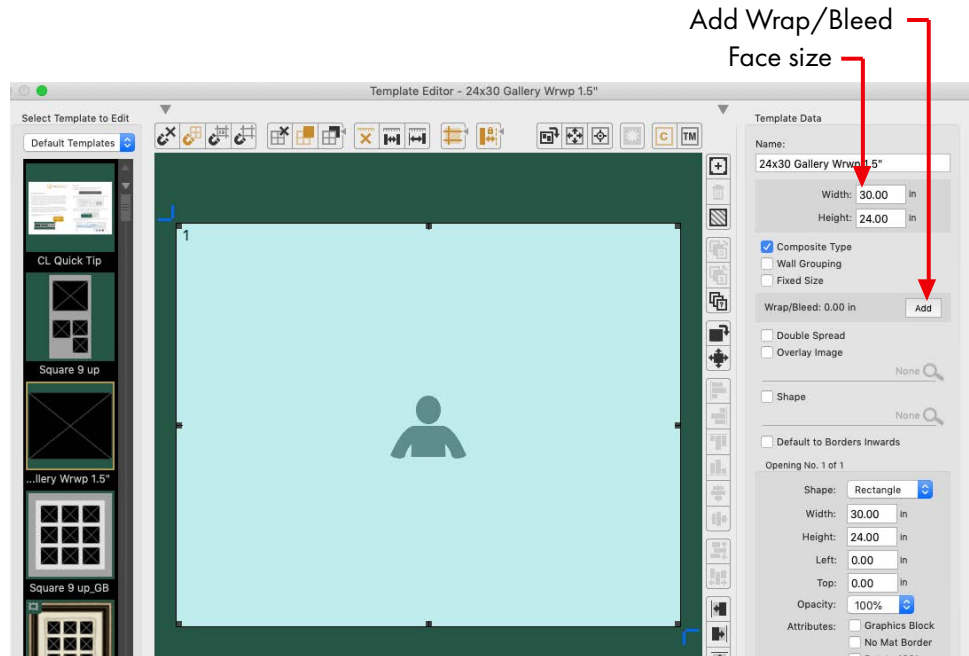 Add Wrap/Bleed
Face size
Template Editor - 24x30 Gallery Wrwp 1.5"
Select Template to Edit
Default Templates
CL Quick Tip
Square 9 up
...llery Wrwp 1.5"
Square 9 up_GB
C
TM
1
Template Data
Name:
24x30 Gallery Wrwp 1.5"
Width: 30.00 in
Height: 24.00 in
Composite Type
Wall Grouping
Fixed Size
Wrap/Bleed: 0.00 in Add
Double Spread
Overlay Image
None
Shape
None
Default to Borders Inwards
Opening No. 1 of 1
Shape: Rectangle
Width: 30.00 in
Height: 24.00 in
Left: 0.00 in
Top: 0.00 in
Opacity: 100%
Attributes: Graphics Block
No Mat Border